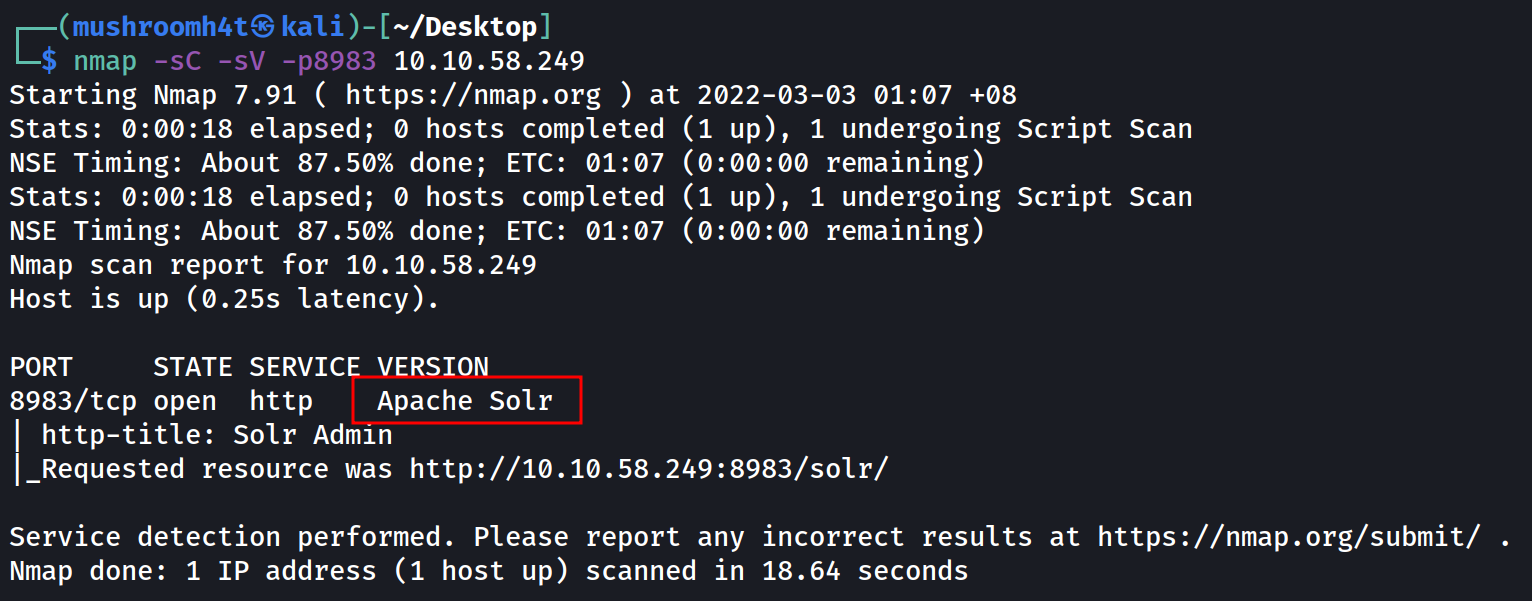 ┌──(mushroomh4t㉿kali)-[~/Desktop]
└─$ nmap -sC -sV -p8983 10.10.58.249
Starting Nmap 7.91 ( https://nmap.org ) at 2022-03-03 01:07 +08
Stats: 0:00:18 elapsed; 0 hosts completed (1 up), 1 undergoing Script Scan
NSE Timing: About 87.50% done; ETC: 01:07 (0:00:00 remaining)
Stats: 0:00:18 elapsed; 0 hosts completed (1 up), 1 undergoing Script Scan
NSE Timing: About 87.50% done; ETC: 01:07 (0:00:00 remaining)
Nmap scan report for 10.10.58.249
Host is up (0.25s latency).

PORT     STATE SERVICE VERSION
8983/tcp open  http    Apache Solr
| http-title: Solr Admin
|_Requested resource was http://10.10.58.249:8983/solr/

Service detection performed. Please report any incorrect results at https://nmap.org/submit/ .
Nmap done: 1 IP address (1 host up) scanned in 18.64 seconds